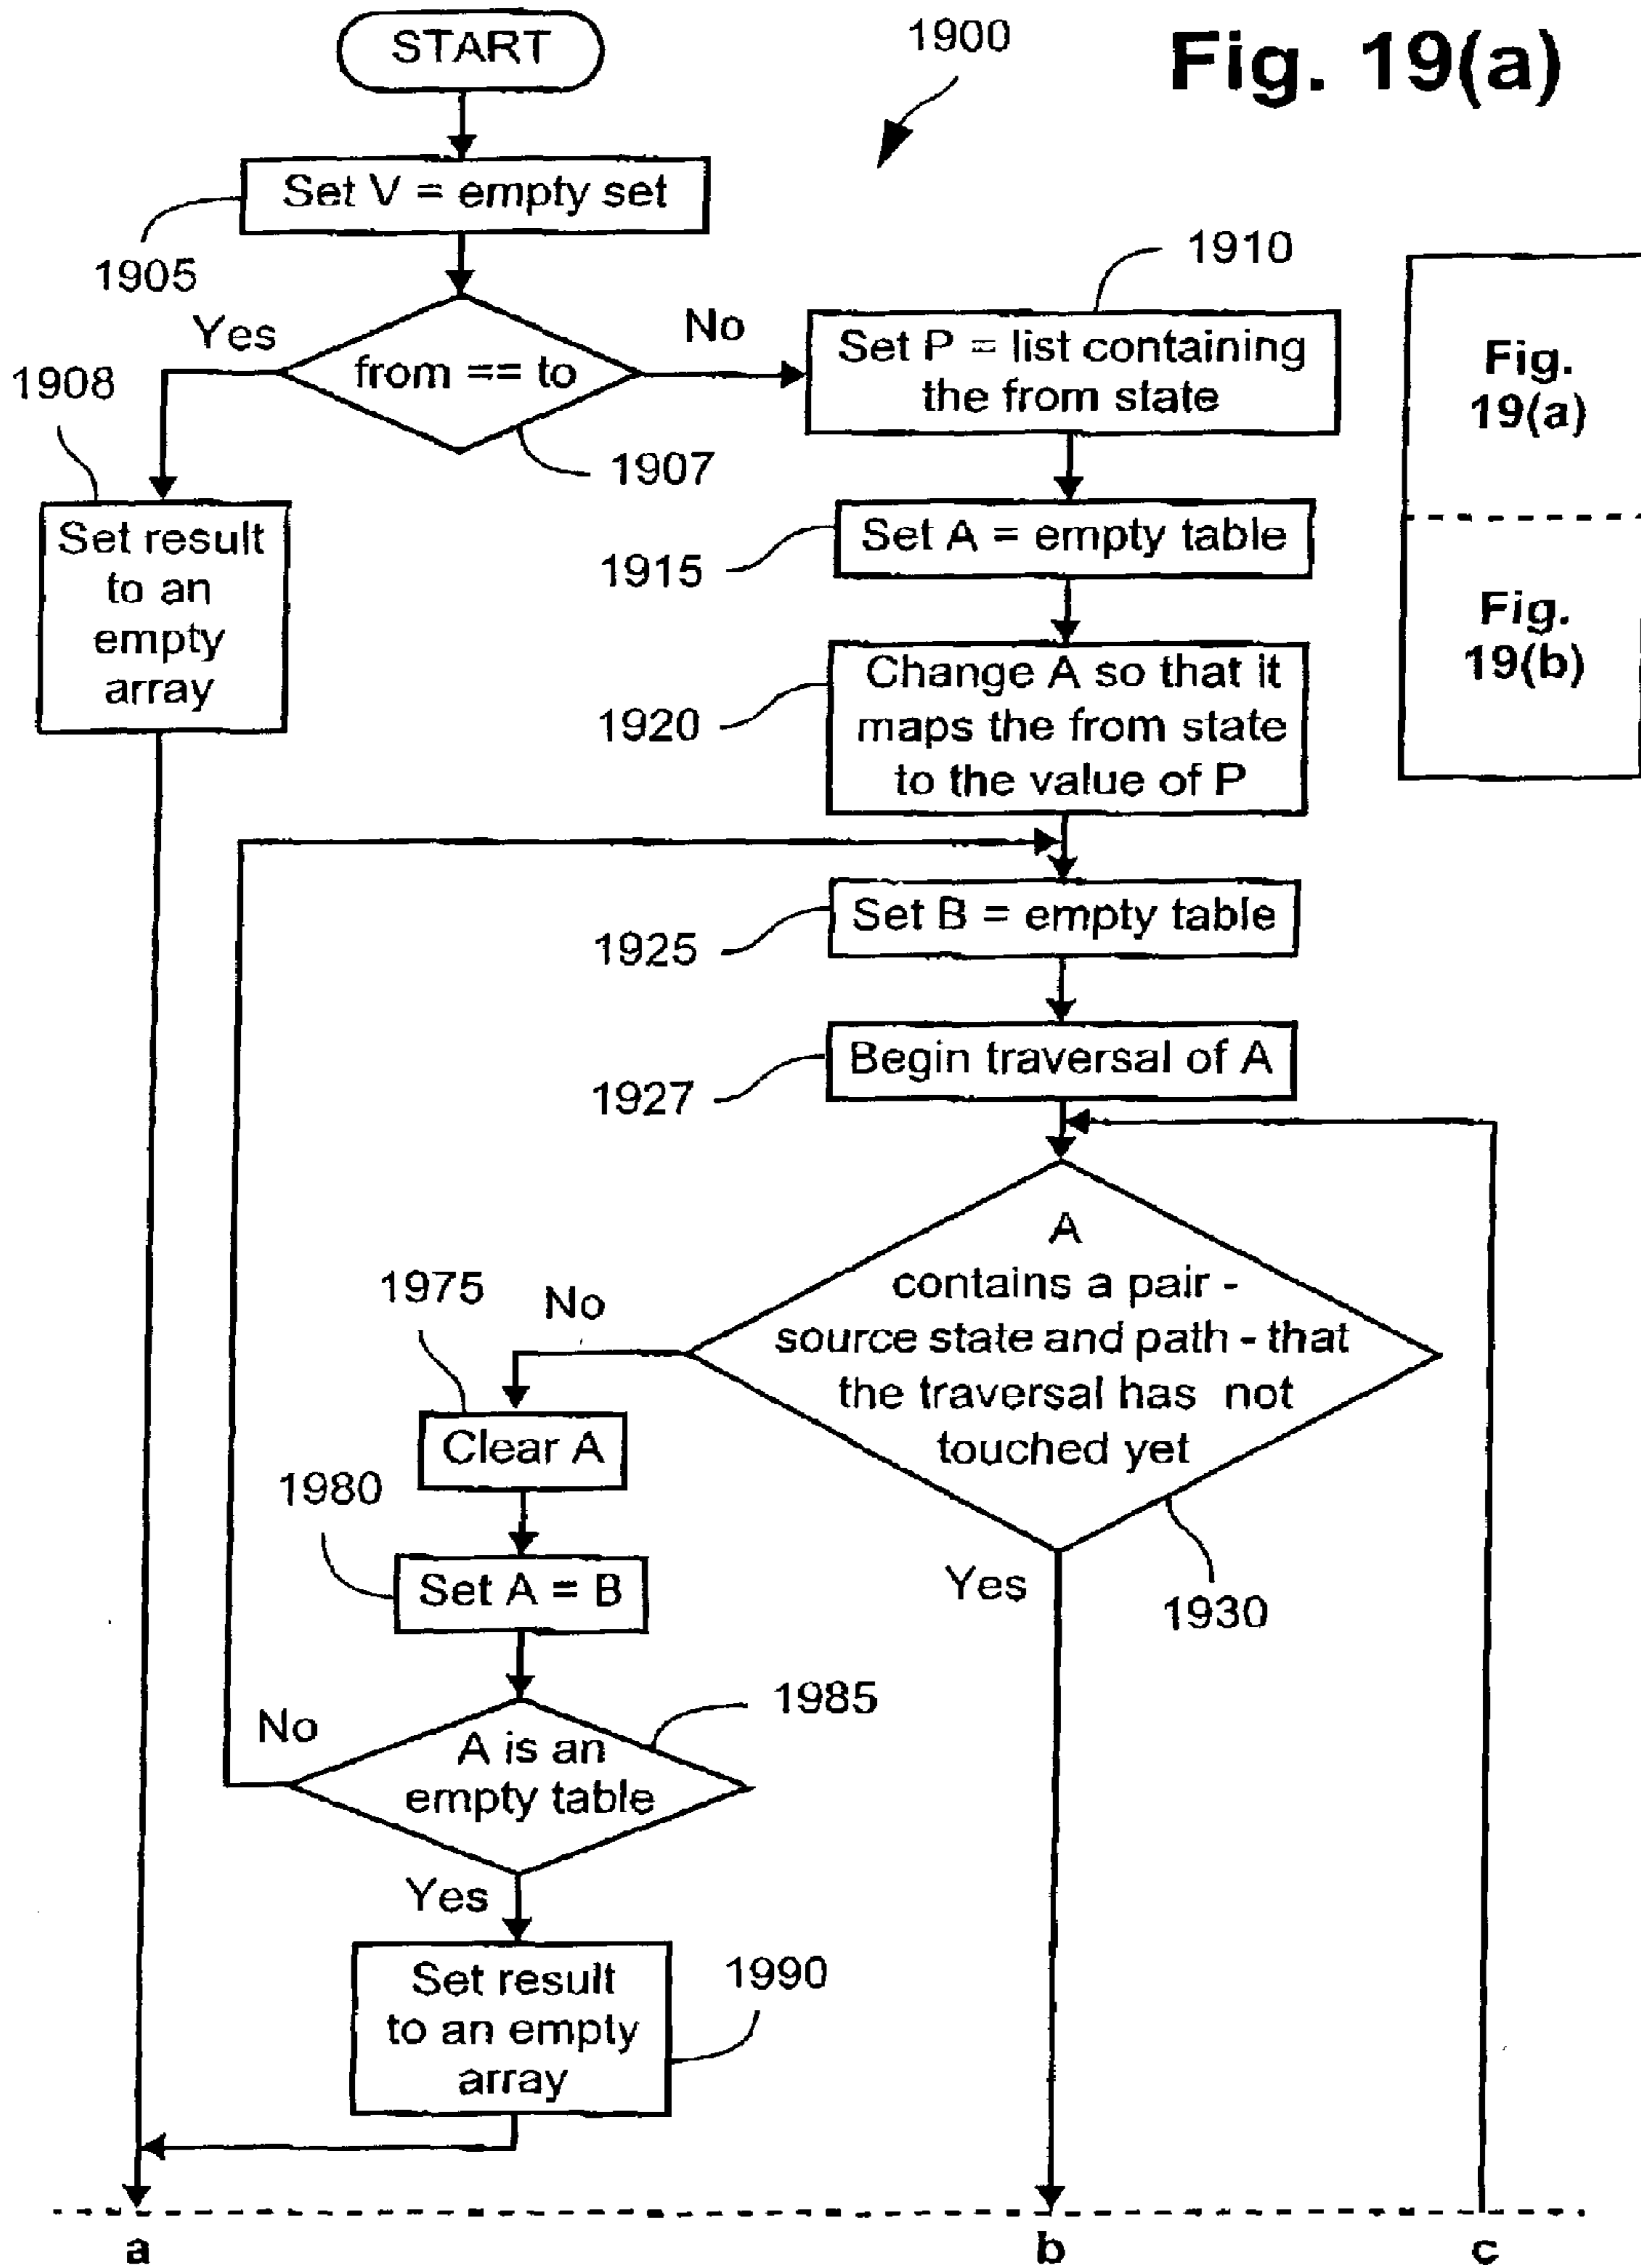 START
1900
Fig. 19(a)
Set V = empty set
1905
from == to
Yes
No
1907
1908
Set result
to an
empty
array
1910
Set P = list containing
the from state
Fig.
19(a)
Fig.
19(b)
Set A = empty table
1915
Change A so that it
maps the from state
to the value of P
1920
Set B = empty table
1925
Begin traversal of A
1927
A
contains a pair -
source state and path - that
the traversal has not
touched yet
1930
No
Yes
1975
Clear A
1980
Set A = B
1985
A is an
empty table
No
Yes
Set result
to an empty
array
1990
a
b
c